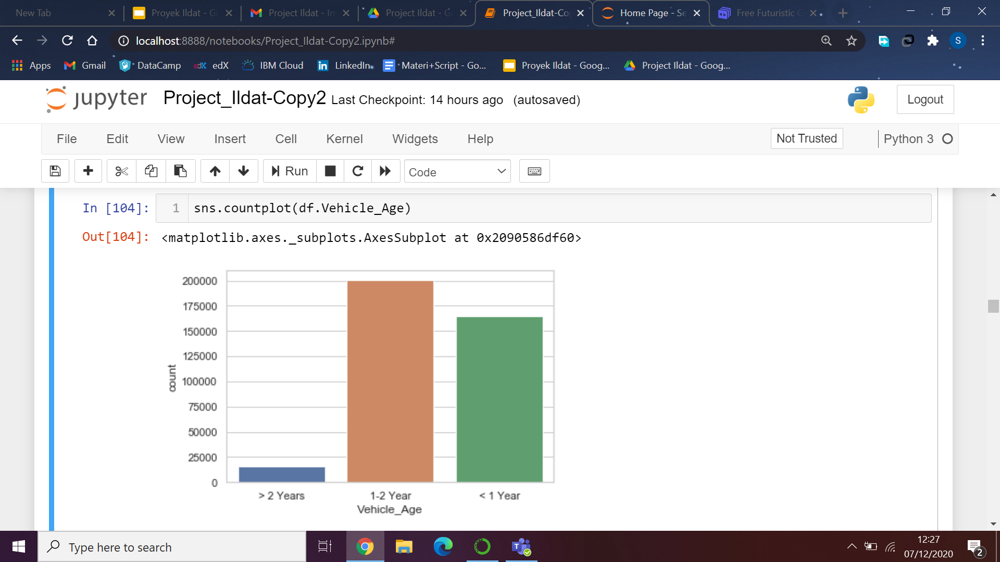 New Tab
Proyek Ildat - G
Project Ildat - In
Project Ildat - G
Project_Ildat-Co
Home Page - Se
Free Futuristic G
localhost:8888/notebooks/Project_Ildat-Copy2.ipynb#
S
Apps
Gmail
DataCamp
edX
edX
IBM Cloud
in
LinkedIn
Materi+Script - Go...
Proyek Ildat - Goog...
Project Ildat - Goog...
jupyter Project_Ildat-Copy2 Last Checkpoint: 14 hours ago (autosaved)
Logout
File Edit View Insert Cell Kernel Widgets Help
Not Trusted
Python 3
Run
Code
In [104]: 1 sns.countplot(df.Vehicle_Age)
Out[104]: <matplotlib.axes._subplots.AxesSubplot at 0x2090586df60>
200000
175000
150000
125000
100000
75000
50000
25000
0
count
> 2 Years
1-2 Year
< 1 Year
Vehicle_Age
Type here to search
T
12:27
07/12/2020
2